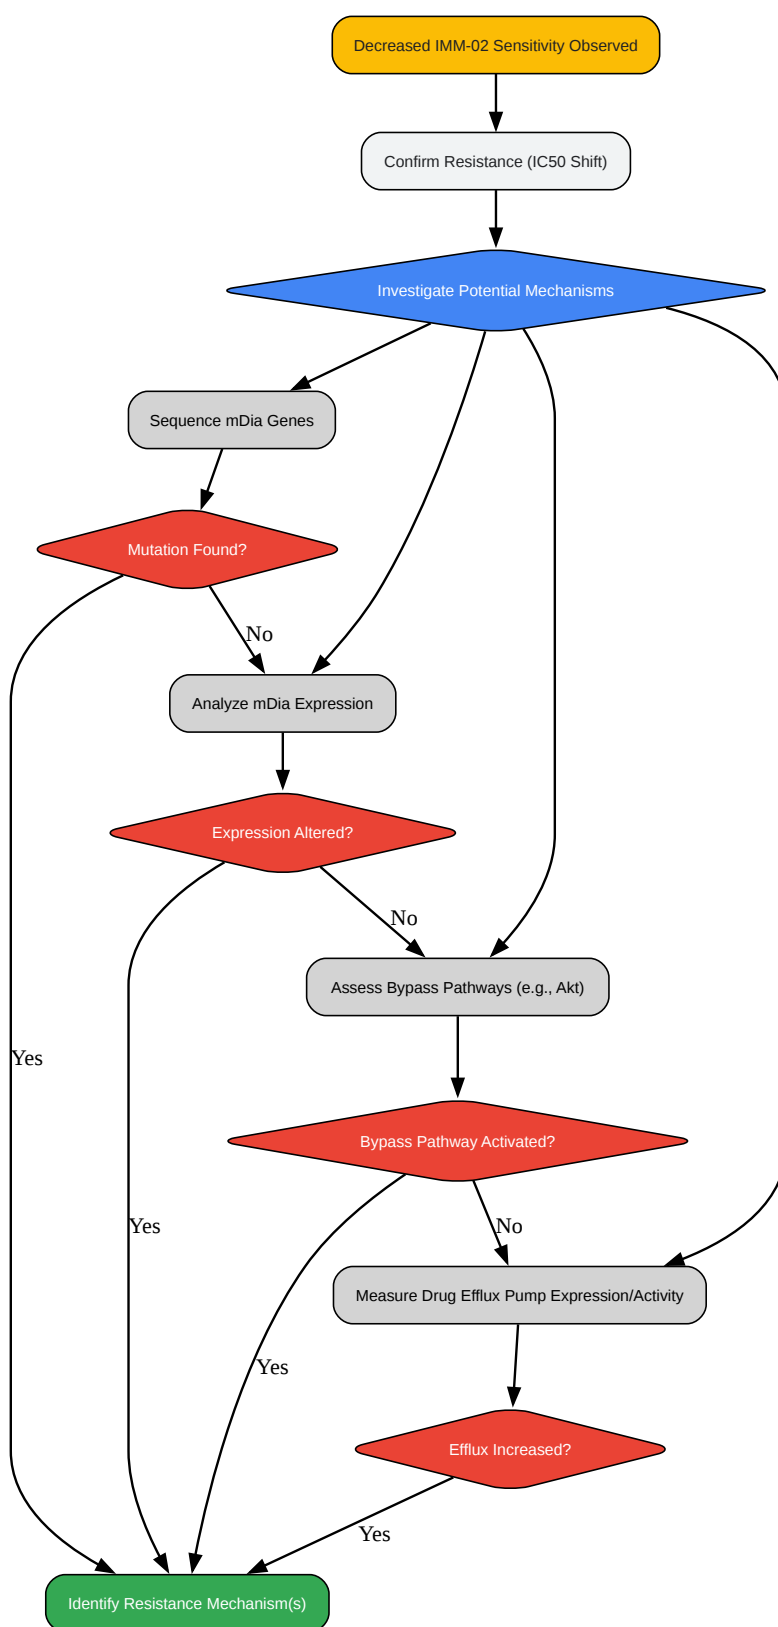 Decreased IMM-02 Sensitivity Observed
Confirm Resistance (IC50 Shift)
Investigate Potential Mechanisms
Sequence mDia Genes
Mutation Found?
No
Analyze mDia Expression
Expression Altered?
No
Assess Bypass Pathways (e.g., Akt)
Yes
Bypass Pathway Activated?
Yes
No
Measure Drug Efflux Pump Expression/Activity
Yes
Efflux Increased?
Yes
Identify Resistance Mechanism(s)